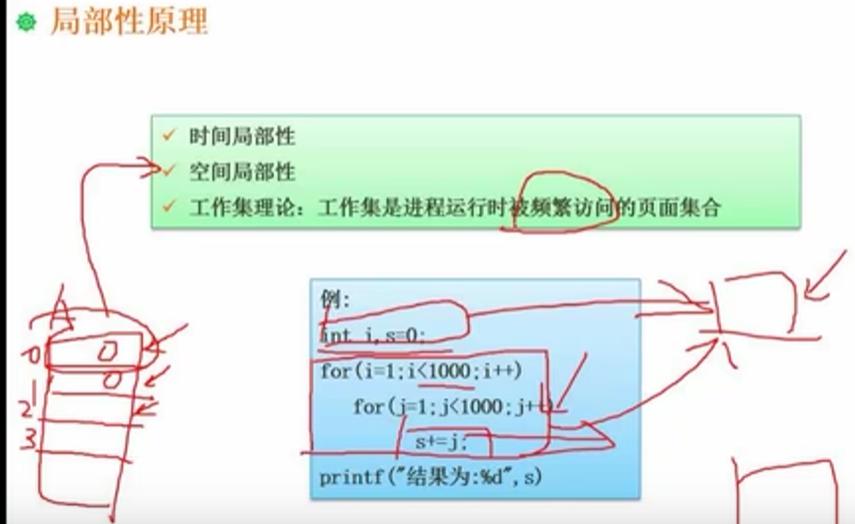 局部性原理
✓ 时间局部性
✓ 空间局部性
✓ 工作集理论：工作集是进程运行时被频繁访问的页面集合
例:
int i,s=0;
for(i=1;i<1000;i++)
for(j=1;j<1000;j++)
s+=j;
printf("结果为:%d",s)
A
0 0
1 0
2
3